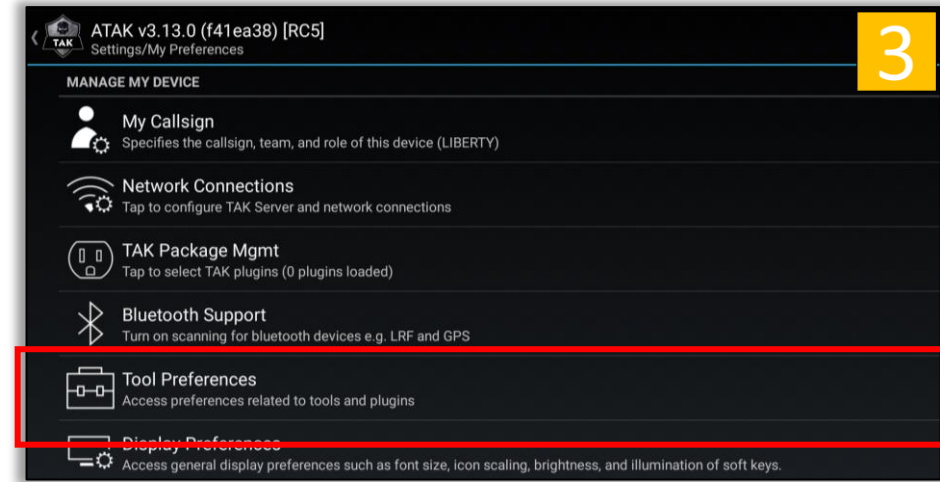 ATAK v3.13.0 (f41ea38) [RC5]
TAK
Settings/My Preferences
3
MANAGE MY DEVICE
My Callsign
Specifies the callsign, team, and role of this device (LIBERTY)
Network Connections
Tap to configure TAK Server and network connections
TAK Package Mgmt
Tap to select TAK plugins (0 plugins loaded)
Bluetooth Support
Turn on scanning for bluetooth devices e.g. LRF and GPS
Tool Preferences
Access preferences related to tools and plugins
Display Preferences
Access general display preferences such as font size, icon scaling, brightness, and illumination of soft keys.